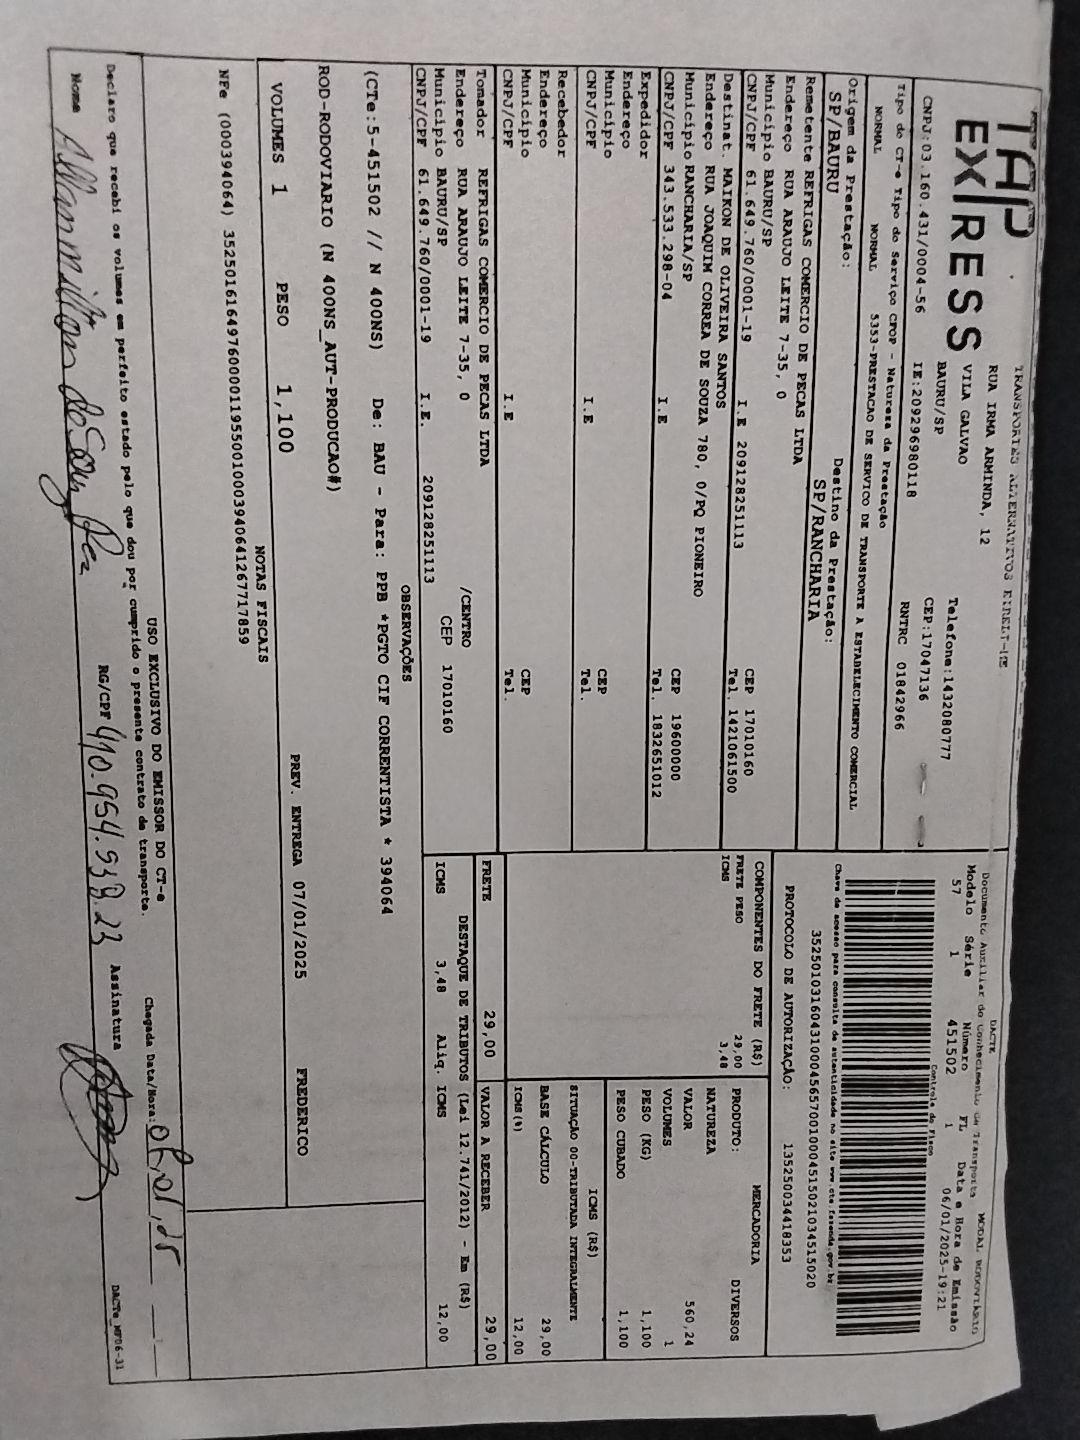 TAP
EXPRESS
TRANSPORTES ALTERNATIVOS EIRELI-ME
RUA IRMA ARMINDA, 12
VILA GALVAO
BAURU/SP
Telefone:1432080777
CEP:17047136
CNPJ:03.160.431/0004-56 IE:209296980118 RNTRC 01842966
Tipo do CT-e Tipo do Serviço CFOP - Natureza da Prestação
NORMAL NORMAL 5353-PRESTACAO DE SERVICO DE TRANSPORTE A ESTABELECIMENTO COMERCIAL
Origem da Prestação: Destino da Prestação:
SP/BAURU SP/RANCHARIA
Remetente REFRIGAS COMERCIO DE PECAS LTDA
Endereço RUA ARAUJO LEITE 7-35, 0
Municipio BAURU/SP CEP 17010160
CNPJ/CPF 61.649.760/0001-19 I.E 209128251113 Tel. 1421061500
Destinat. MAIKON DE OLIVEIRA SANTOS
Endereço RUA JOAQUIM CORREA DE SOUZA 780, 0/PQ PIONEIRO
Municipio RANCHARIA/SP CEP 19600000
CNPJ/CPF 343.533.298-04 I.E Tel. 1832651012
Expedidor
Endereço
Municipio CEP
CNPJ/CPF I.E Tel.
Recebedor
Endereço
Municipio CEP
CNPJ/CPF I.E Tel.
Tomador REFRIGAS COMERCIO DE PECAS LTDA
Endereço RUA ARAUJO LEITE 7-35, 0 /CENTRO
Municipio BAURU/SP CEP 17010160
CNPJ/CPF 61.649.760/0001-19 I.E. 209128251113
DACTE MODAL RODOVIÁRIO
Documento Auxiliar do Conhecimento de Transporte
Modelo Série Número FL Data e Hora de Emissão
57 1 451502 1 06/01/2025-19:21
Controle do Fisco
Chave de acesso para consulta de autenticidade no site www.cte.fazenda.gov.br
35250103160431000456570010004515021034515020
PROTOCOLO DE AUTORIZAÇÃO: 135250034418353
COMPONENTES DO FRETE (R$)
FRETE PESO 29,00
ICMS 3,48
MERCADORIA
PRODUTO: DIVERSOS
NATUREZA
VALOR 560,24
VOLUMES 1
PESO (KG) 1,100
PESO CUBADO 1,100
ICMS (R$)
SITUAÇÃO 00-TRIBUTADA INTEGRALMENTE
BASE CÁLCULO 29,00
ICMS(%) 12,00
FRETE 29,00 VALOR A RECEBER 29,00
DESTAQUE DE TRIBUTOS (Lei 12.741/2012) - Em (R$)
ICMS 3,48 Aliq. ICMS 12,00
OBSERVAÇÕES
(CTe:5-451502 // N 400NS) De: BAU - Para: PPB *PGTO CIF CORRENTISTA * 394064
ROD-RODOVIARIO (N 400NS_AUT-PRODUCAO#)
VOLUMES 1 PESO 1,100 PREV. ENTREGA 07/01/2025 FREDERICO
NOTAS FISCAIS
NFe (000394064) 35250161649760000119550010003940641267717859
USO EXCLUSIVO DO EMISSOR DO CT-e
Declaro que recebi os volumes em perfeito estado pelo que dou por cumprido o presente contrato de transporte. Chegada Data/Hora:
Nome RG/CPF 410.954.938.23 Assinatura
DACTe_MP06-31